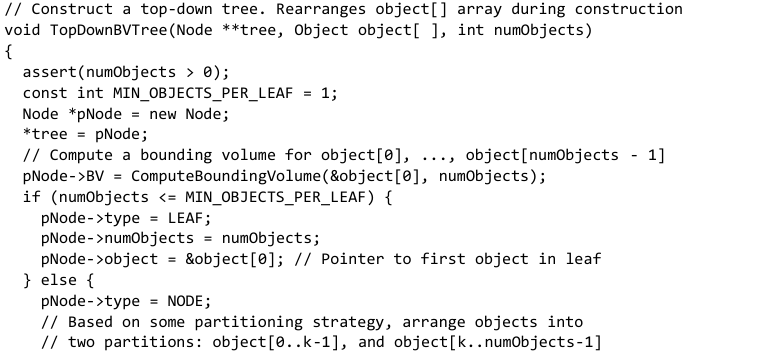 // Construct a top-down tree. Rearranges object[] array during construction
void TopDownBVTree(Node **tree, Object object[ ], int numObjects)
{
  assert(numObjects > 0);
  const int MIN_OBJECTS_PER_LEAF = 1;
  Node *pNode = new Node;
  *tree = pNode;
  // Compute a bounding volume for object[0], ..., object[numObjects - 1]
  pNode->BV = ComputeBoundingVolume(&object[0], numObjects);
  if (numObjects <= MIN_OBJECTS_PER_LEAF) {
    pNode->type = LEAF;
    pNode->numObjects = numObjects;
    pNode->object = &object[0]; // Pointer to first object in leaf
  } else {
    pNode->type = NODE;
    // Based on some partitioning strategy, arrange objects into
    // two partitions: object[0..k-1], and object[k..numObjects-1]